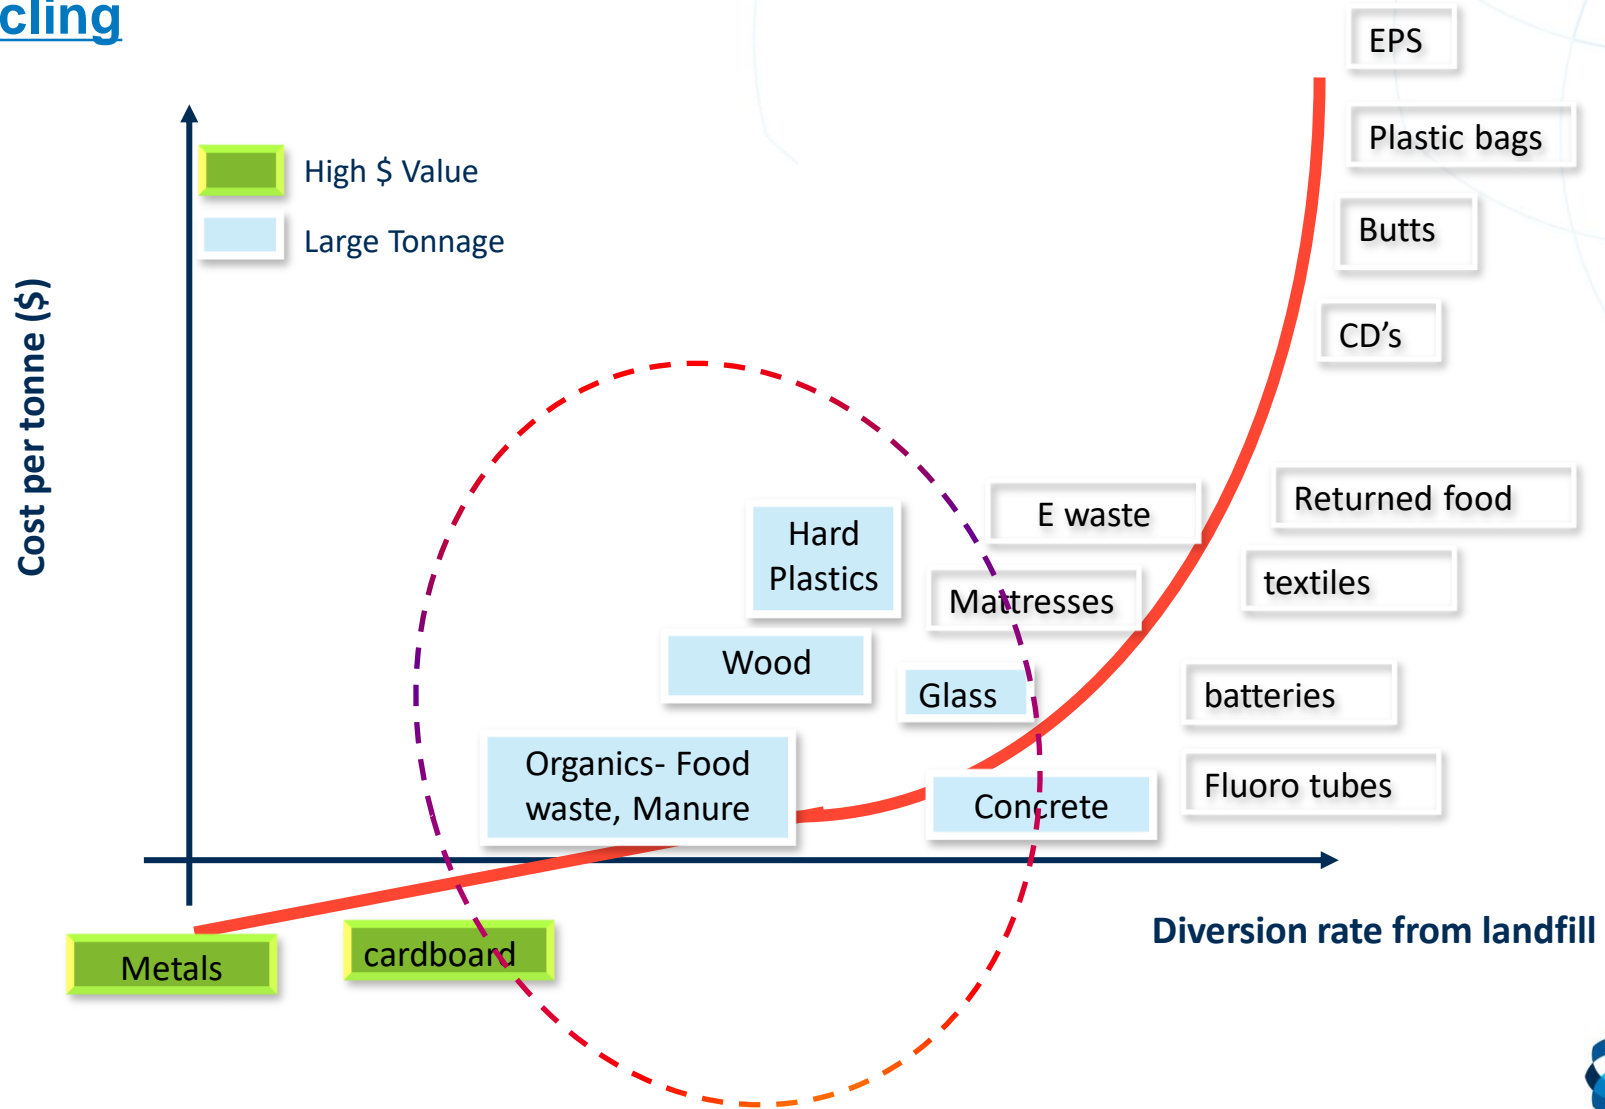 cling
EPS
Plastic bags
High $ Value
Butts
Large Tonnage
CD's
Cost per tonne ($)
E waste
Returned food
Hard
Plastics
Mattresses
textiles
Wood
Glass
batteries
Organics- Food
waste, Manure
Concrete
Fluoro tubes
Metals
cardboard
Diversion rate from landfill